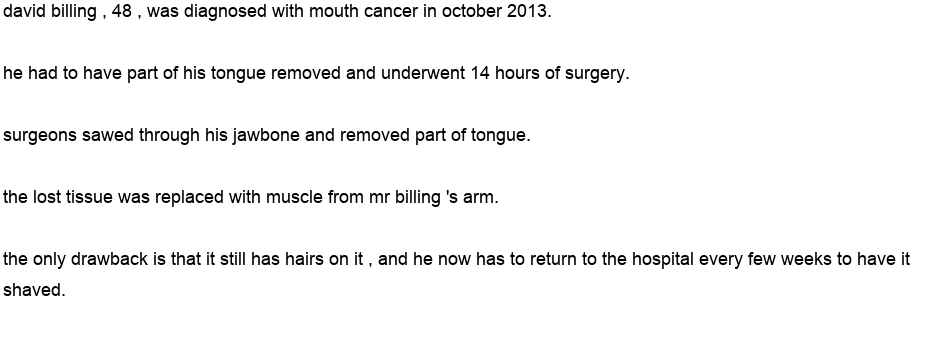 david billing , 48 , was diagnosed with mouth cancer in october 2013.
he had to have part of his tongue removed and underwent 14 hours of surgery.
surgeons sawed through his jawbone and removed part of tongue.
the lost tissue was replaced with muscle from mr billing 's arm.
the only drawback is that it still has hairs on it , and he now has to return to the hospital every few weeks to have it
shaved.